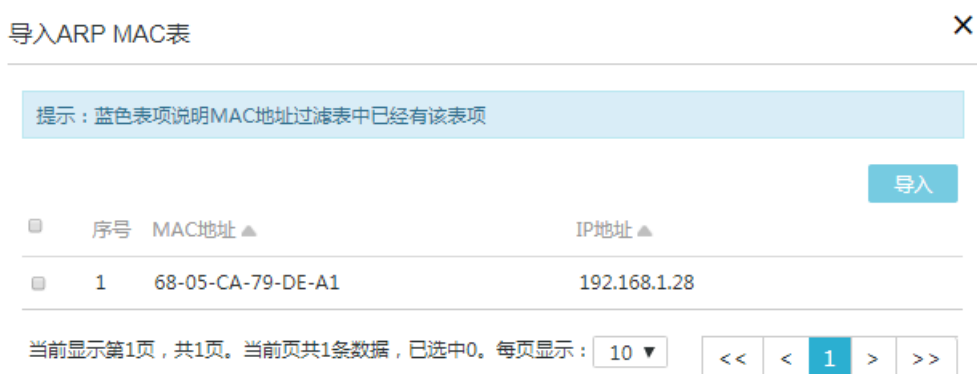 导入ARP MAC表 ×
提示：蓝色表项说明MAC地址过滤表中已经有该表项
导入
序号 MAC地址 ▲ IP地址 ▲
1 68-05-CA-79-DE-A1 192.168.1.28
当前显示第1页，共1页。当前页共1条数据，已选中0。每页显示： 10 ▼ << < 1 > >>